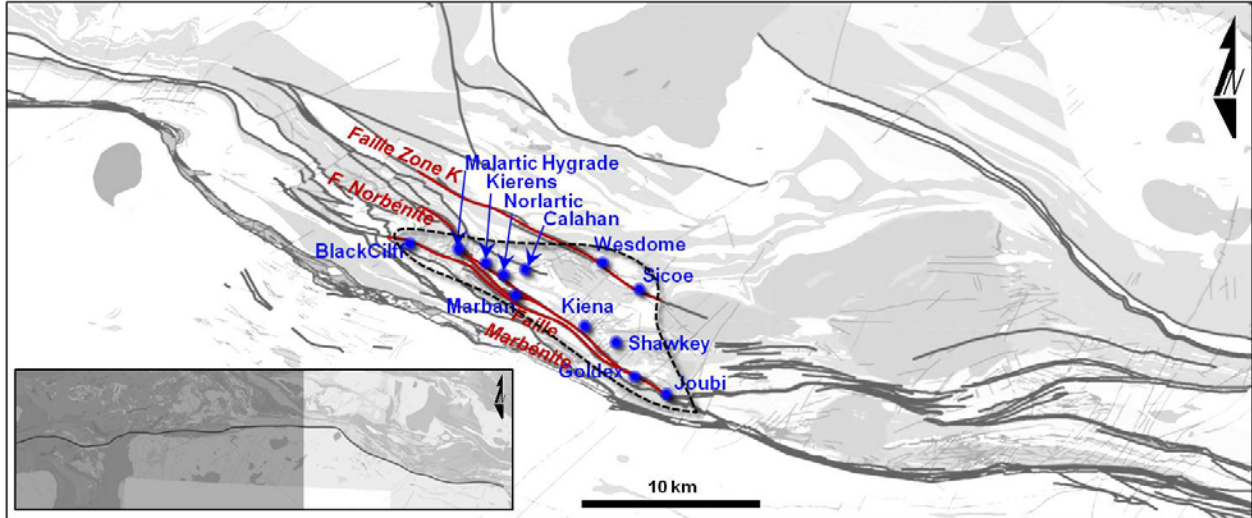 Faille Zone K
Malartic Hygrade
Kierens
F. Norbénite
Norlartic
Calahan
BlackCilff
Wesdome
Sicoe
Marban
Kiena
Faille
Marbénite
Shawkey
Goldex
Joubi
10 km
N